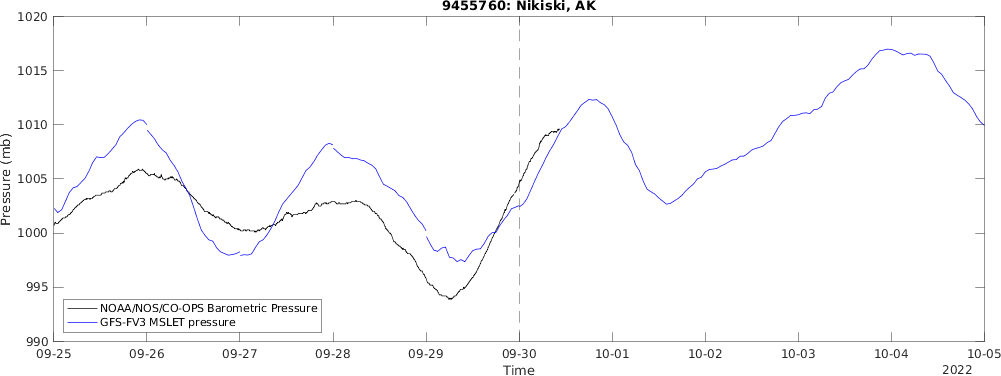 9455760: Nikiski, AK
1020
1015
1010
1005
1000
995
990
Pressure (mb)
NOAA/NOS/CO-OPS Barometric Pressure
GFS-FV3 MSLET pressure
09-25 09-26 09-27 09-28 09-29 09-30 10-01 10-02 10-03 10-04 10-05
Time
2022